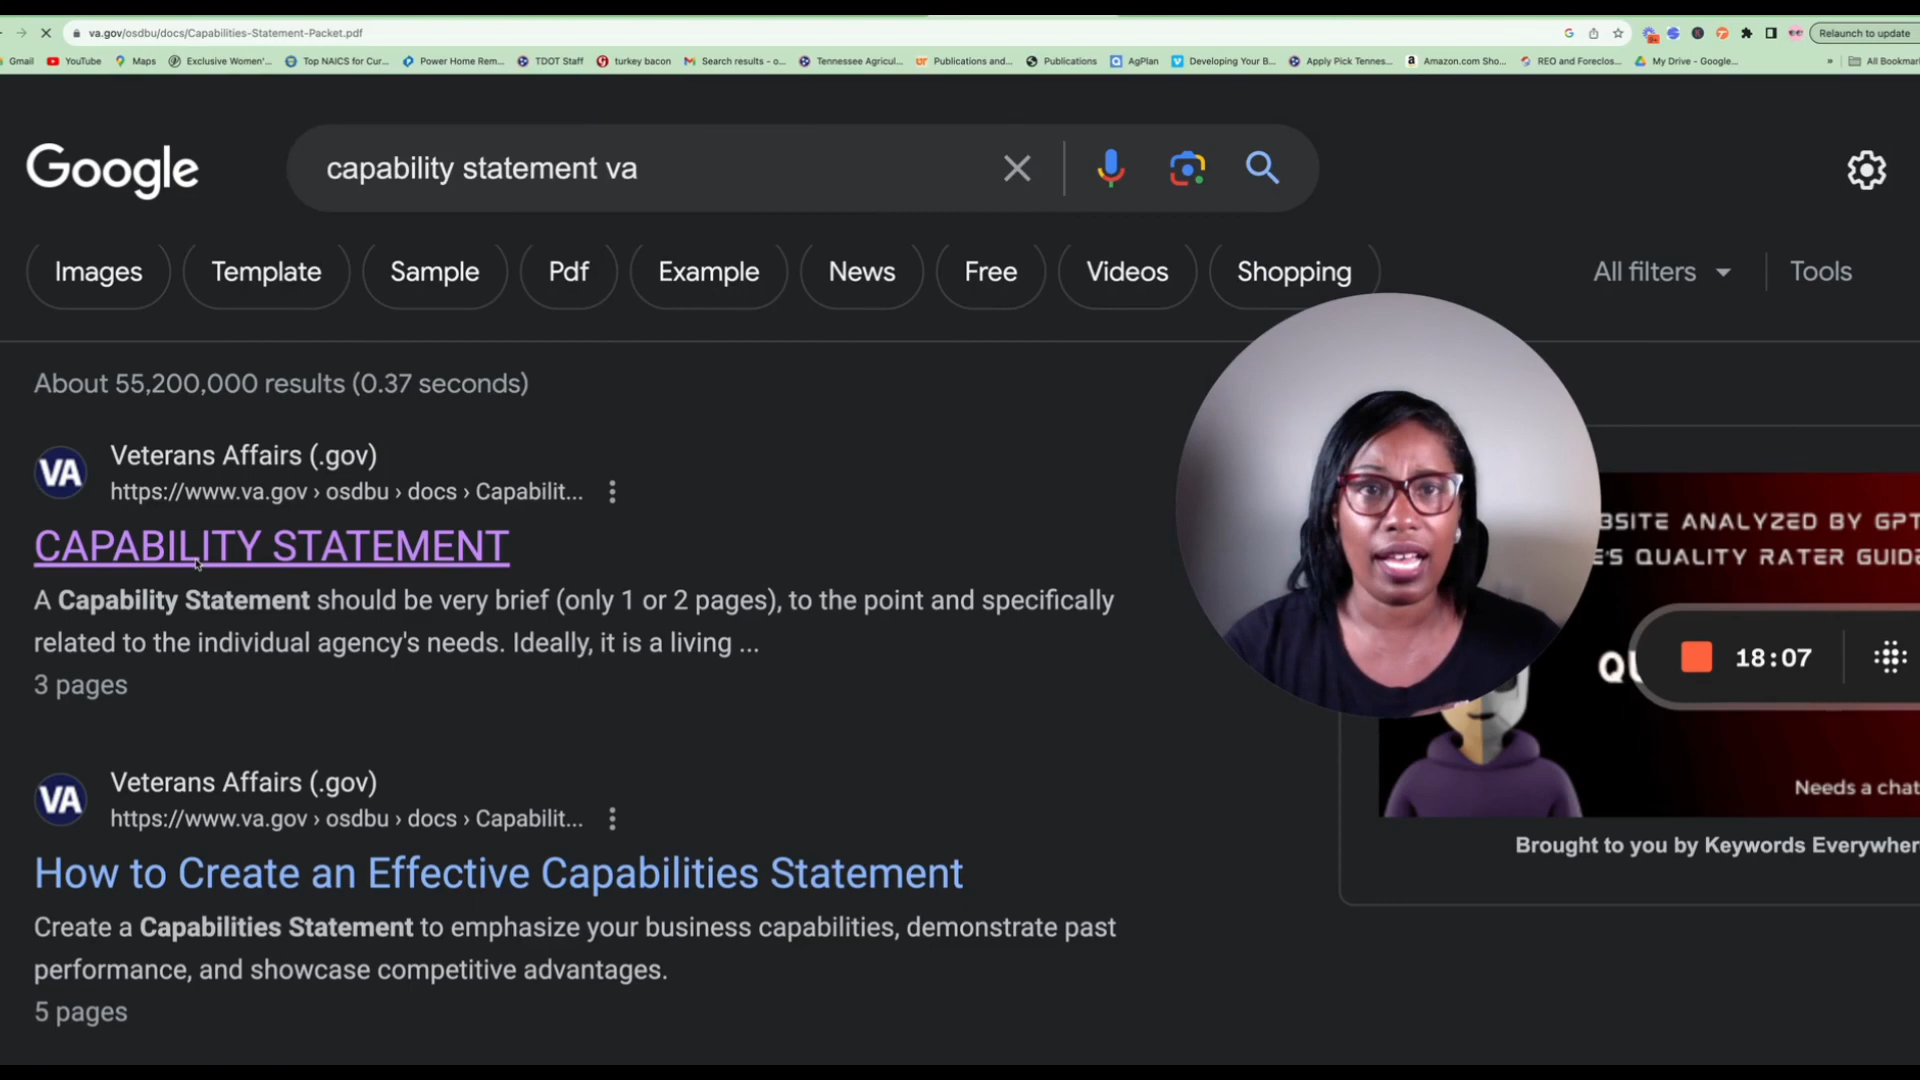 va.gov/osdbu/docs/Capabilities-Statement-Packet.pdf
Relaunch to update
Gmail
YouTube
Maps
Exclusive Women'...
Top NAICS for Cur...
Power Home Rem...
TDOT Staff
turkey bacon
Search results - o...
Tennessee Agricul...
Publications and...
Publications
AgPlan
Developing Your B...
Apply Pick Tennes...
Amazon.com Sho...
REO and Foreclos...
My Drive - Google...
»
All Bookmar
Google
capability statement va
Images
Template
Sample
Pdf
Example
News
Free
Videos
Shopping
All filters
Tools
About 55,200,000 results (0.37 seconds)
VA
Veterans Affairs (.gov)
https://www.va.gov › osdbu › docs › Capabilit...
CAPABILITY STATEMENT
A Capability Statement should be very brief (only 1 or 2 pages), to the point and specifically
related to the individual agency's needs. Ideally, it is a living ...
3 pages
VA
Veterans Affairs (.gov)
https://www.va.gov › osdbu › docs › Capabilit...
How to Create an Effective Capabilities Statement
Create a Capabilities Statement to emphasize your business capabilities, demonstrate past
performance, and showcase competitive advantages.
5 pages
BSITE ANALYZED BY GPT
E'S QUALITY RATER GUIDE
QU
18:07
Needs a chat
Brought to you by Keywords Everywher